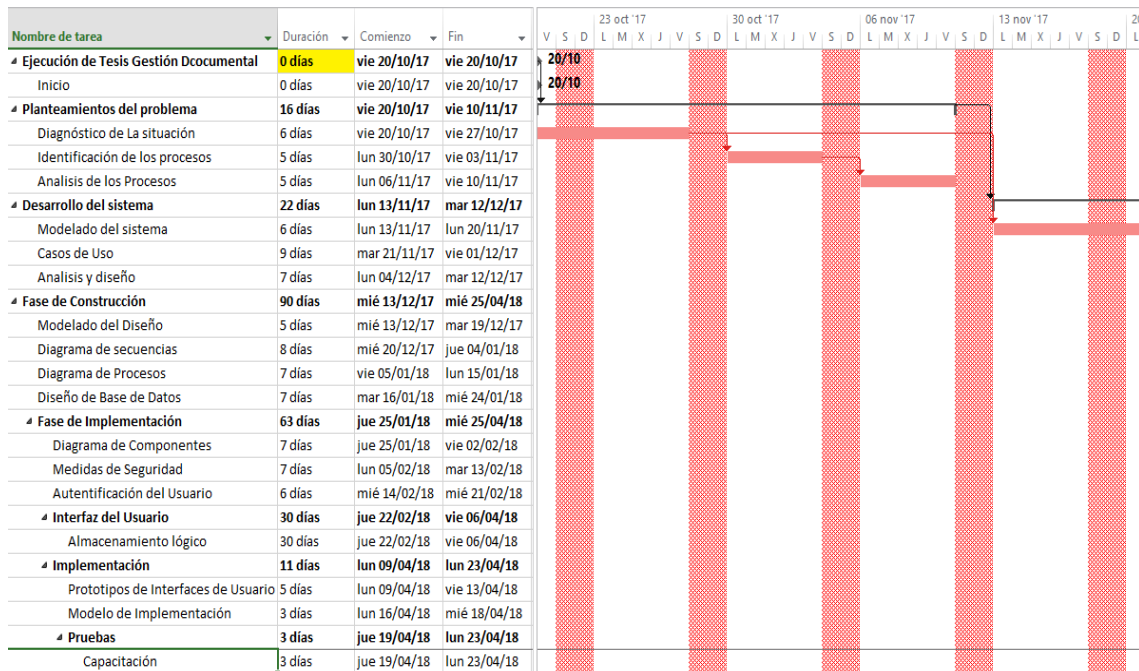 23 oct '17 30 oct '17 06 nov '17 13 nov '17 20
Nombre de tarea Duración Comienzo Fin V S D L M X J V S D L M X J V S D L M X J V S D L M X J V S D L
Ejecución de Tesis Gestión Dcocumental 0 días vie 20/10/17 vie 20/10/17 20/10
Inicio 0 días vie 20/10/17 vie 20/10/17 20/10
Planteamientos del problema 16 días vie 20/10/17 vie 10/11/17
Diagnóstico de La situación 6 días vie 20/10/17 vie 27/10/17
Identificación de los procesos 5 días lun 30/10/17 vie 03/11/17
Analisis de los Procesos 5 días lun 06/11/17 vie 10/11/17
Desarrollo del sistema 22 días lun 13/11/17 mar 12/12/17
Modelado del sistema 6 días lun 13/11/17 lun 20/11/17
Casos de Uso 9 días mar 21/11/17 vie 01/12/17
Analisis y diseño 7 días lun 04/12/17 mar 12/12/17
Fase de Construcción 90 días mié 13/12/17 mié 25/04/18
Modelado del Diseño 5 días mié 13/12/17 mar 19/12/17
Diagrama de secuencias 8 días mié 20/12/17 jue 04/01/18
Diagrama de Procesos 7 días vie 05/01/18 lun 15/01/18
Diseño de Base de Datos 7 días mar 16/01/18 mié 24/01/18
Fase de Implementación 63 días jue 25/01/18 mié 25/04/18
Diagrama de Componentes 7 días jue 25/01/18 vie 02/02/18
Medidas de Seguridad 7 días lun 05/02/18 mar 13/02/18
Autentificación del Usuario 6 días mié 14/02/18 mié 21/02/18
Interfaz del Usuario 30 días jue 22/02/18 vie 06/04/18
Almacenamiento lógico 30 días jue 22/02/18 vie 06/04/18
Implementación 11 días lun 09/04/18 lun 23/04/18
Prototipos de Interfaces de Usuario 5 días lun 09/04/18 vie 13/04/18
Modelo de Implementación 3 días lun 16/04/18 mié 18/04/18
Pruebas 3 días jue 19/04/18 lun 23/04/18
Capacitación 3 días jue 19/04/18 lun 23/04/18